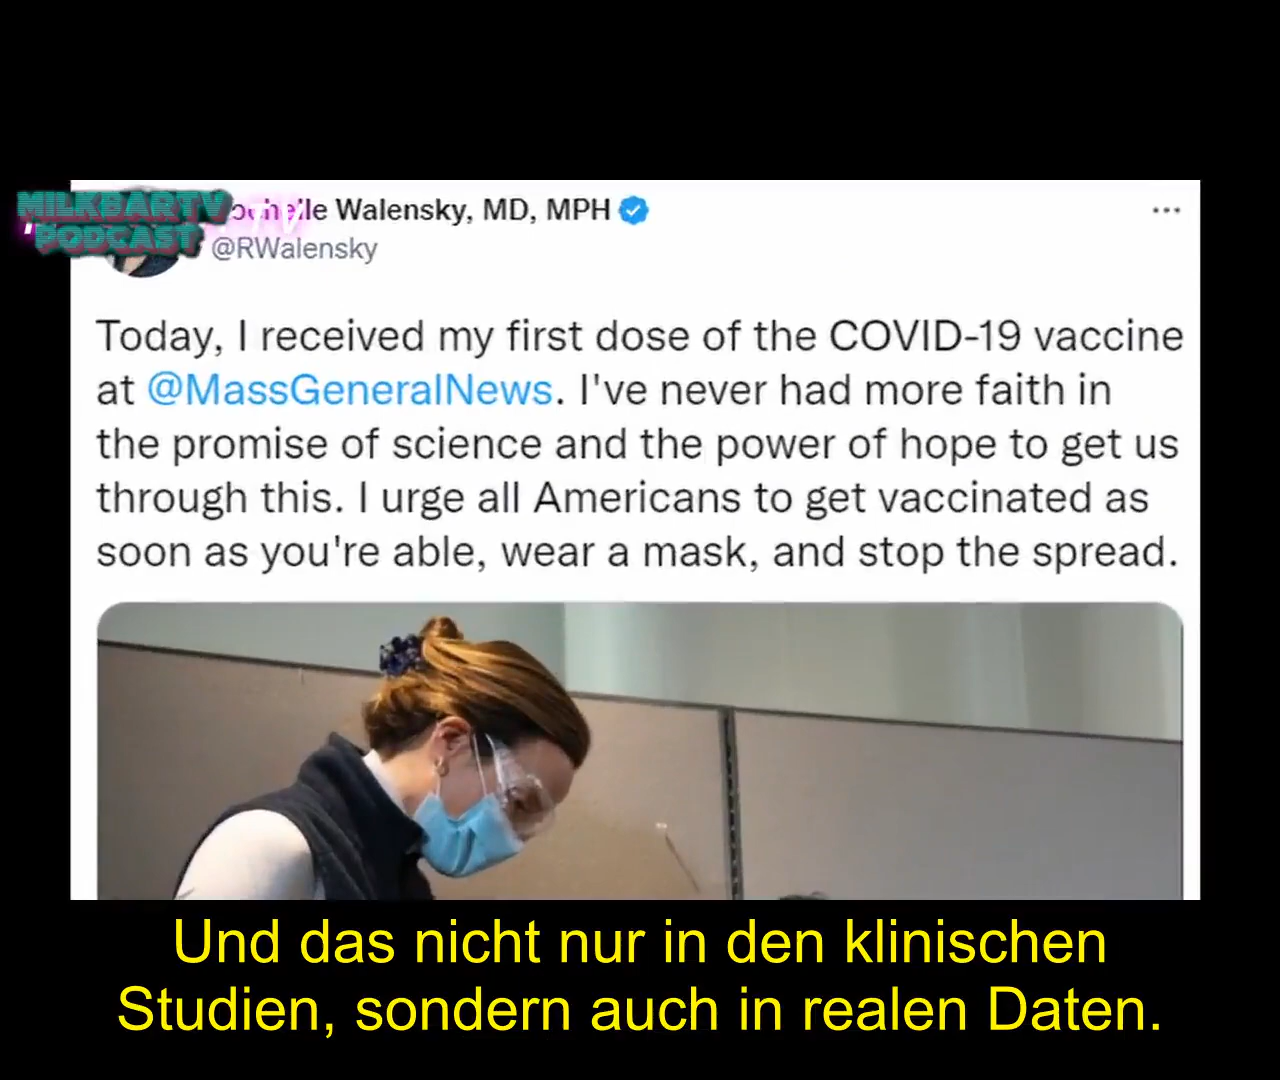 MILKBARTV
PODCAST
TV
ochelle Walensky, MD, MPH
@RWalensky
Today, I received my first dose of the COVID-19 vaccine
at @MassGeneralNews. I've never had more faith in
the promise of science and the power of hope to get us
through this. I urge all Americans to get vaccinated as
soon as you're able, wear a mask, and stop the spread.
Und das nicht nur in den klinischen
Studien, sondern auch in realen Daten.